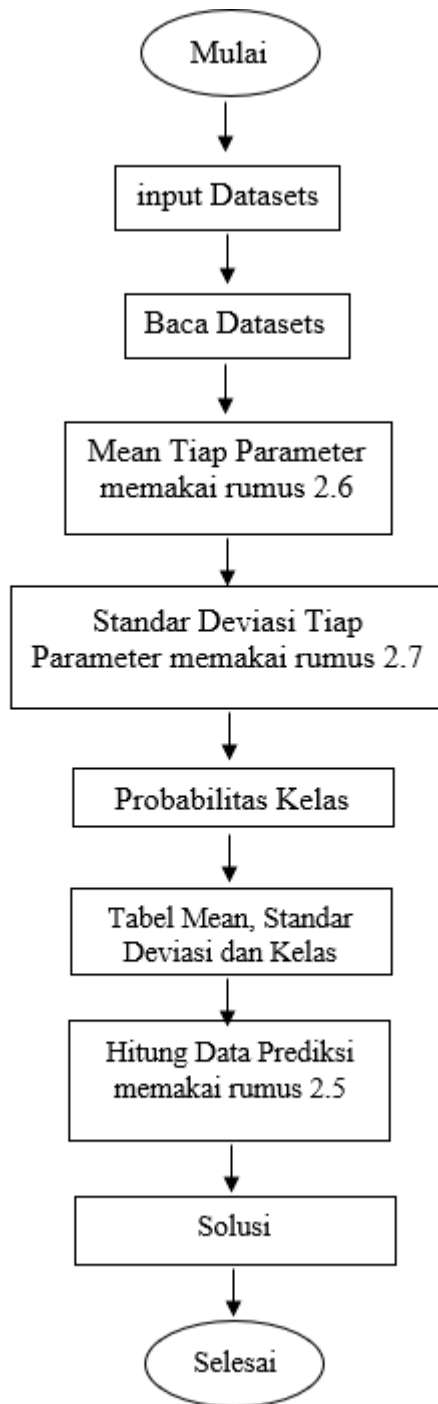 Mulai
input Datasets
Baca Datasets
Mean Tiap Parameter
memakai rumus 2.6
Standar Deviasi Tiap
Parameter memakai rumus 2.7
Probabilitas Kelas
Tabel Mean, Standar
Deviasi dan Kelas
Hitung Data Prediksi
memakai rumus 2.5
Solusi
Selesai